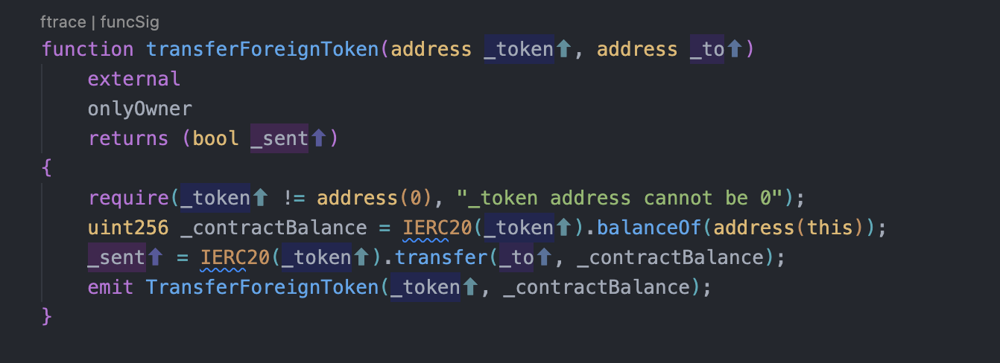 ftrace | funcSig
function transferForeignToken(address _token⬆, address _to⬆)
external
onlyOwner
returns (bool _sent⬆)
{
require(_token⬆ != address(0), "_token address cannot be 0");
uint256 _contractBalance = IERC20(_token⬆).balanceOf(address(this));
_sent⬆ = IERC20(_token⬆).transfer(_to⬆, _contractBalance);
emit TransferForeignToken(_token⬆, _contractBalance);
}